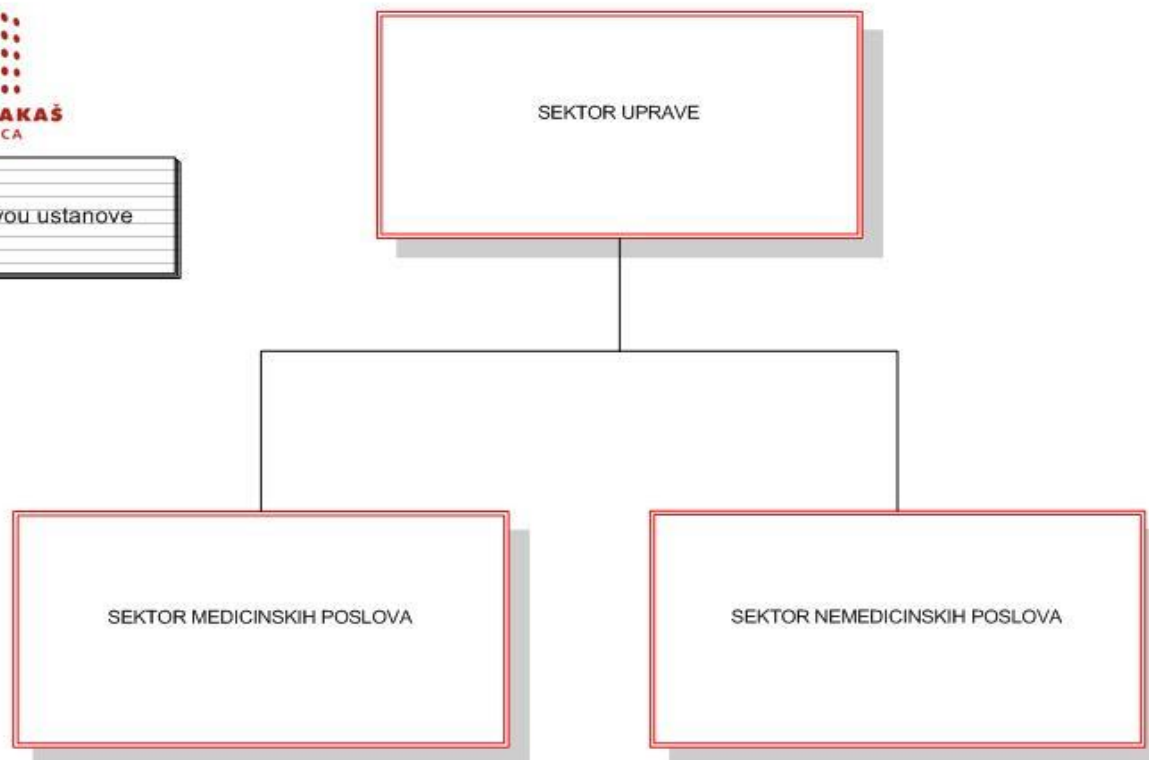 AKAŠ
CA
vou ustanove
SEKTOR UPRAVE
SEKTOR MEDICINSKIH POSLOVA
SEKTOR NEMEDICINSKIH POSLOVA